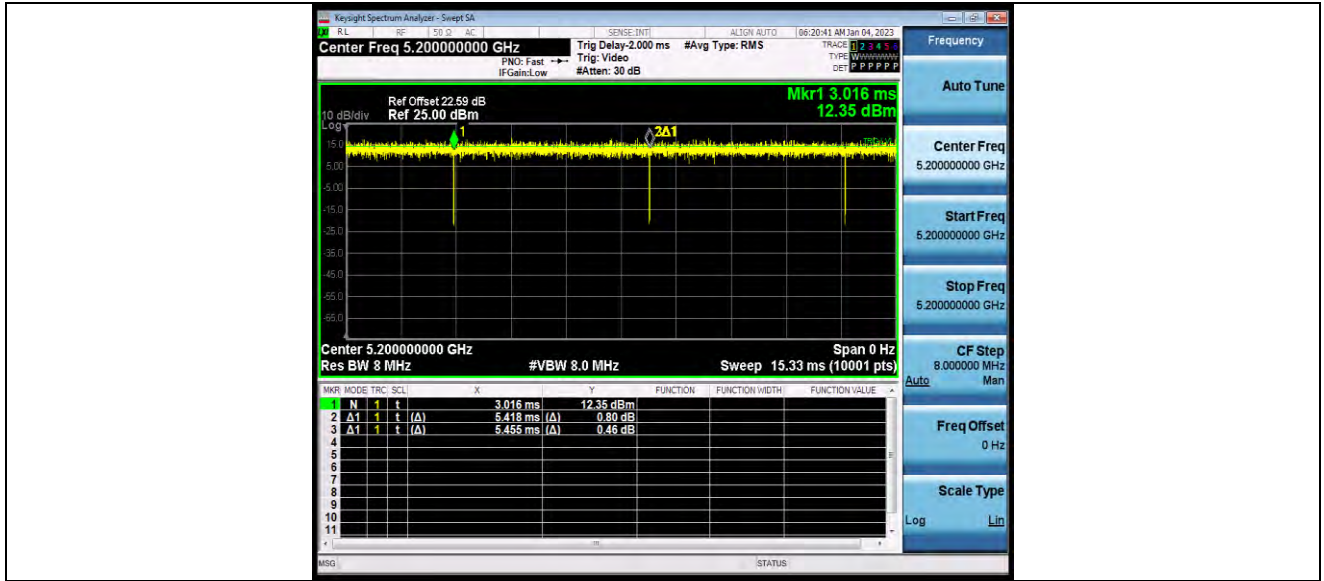 Keysight Spectrum Analyzer - Swept SA
RL RF 50 Ω AC SENSE:INT ALIGN AUTO 06:20:41 AM Jan 04, 2023
Center Freq 5.200000000 GHz Trig Delay-2.000 ms #Avg Type: RMS TRACE 1 2 3 4 5 6
PNO: Fast Trig: Video TYPE WWWWWW
IFGain:Low #Atten: 30 dB DET P P P P P P
Mkr1 3.016 ms
12.35 dBm
Ref Offset 22.59 dB
10 dB/div Ref 25.00 dBm
Log
1
2Δ1
15.0
5.00
-5.00
-15.0
-25.0
-35.0
-45.0
-55.0
-65.0
Center 5.200000000 GHz Span 0 Hz
Res BW 8 MHz #VBW 8.0 MHz Sweep 15.33 ms (10001 pts)
MKR MODE TRC SCL X Y FUNCTION FUNCTION WIDTH FUNCTION VALUE
1 N 1 t 3.016 ms 12.35 dBm
2 Δ1 1 t (Δ) 5.418 ms (Δ) 0.80 dB
3 Δ1 1 t (Δ) 5.455 ms (Δ) 0.46 dB
4
5
6
7
8
9
10
11
MSG STATUS
Frequency
Auto Tune
Center Freq
5.200000000 GHz
Start Freq
5.200000000 GHz
Stop Freq
5.200000000 GHz
CF Step
8.000000 MHz
Auto Man
Freq Offset
0 Hz
Scale Type
Log Lin